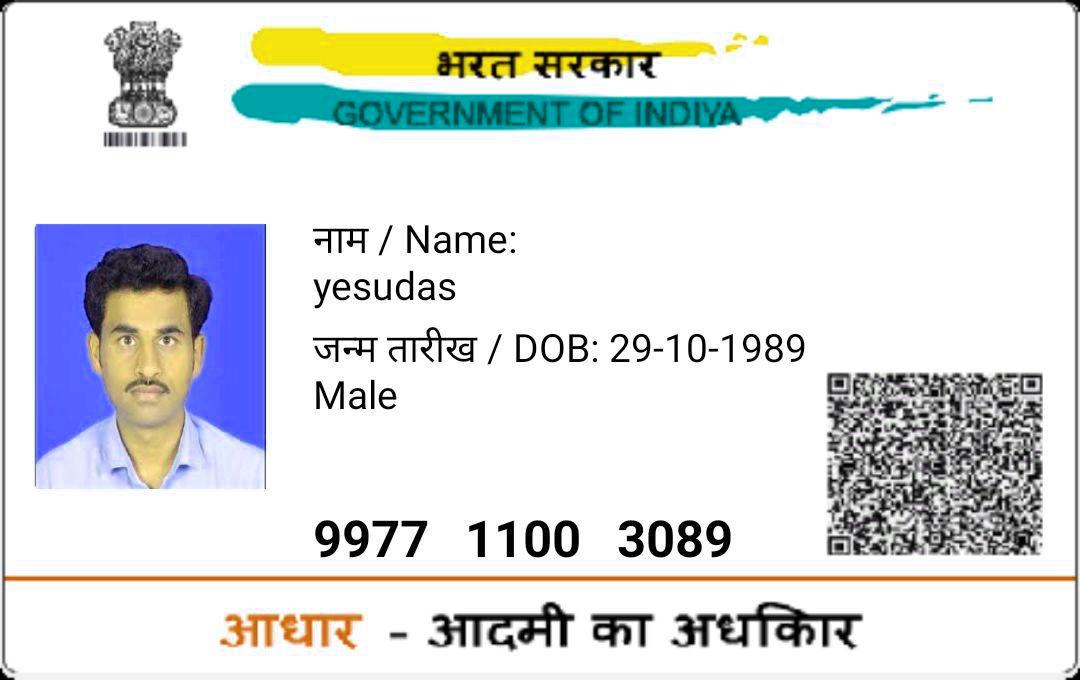 भरत सरकार
GOVERNMENT OF INDIYA
नाम / Name:
yesudas
जन्म तारीख / DOB: 29-10-1989
Male
9977 1100 3089
आधार - आदमी का अधकिार